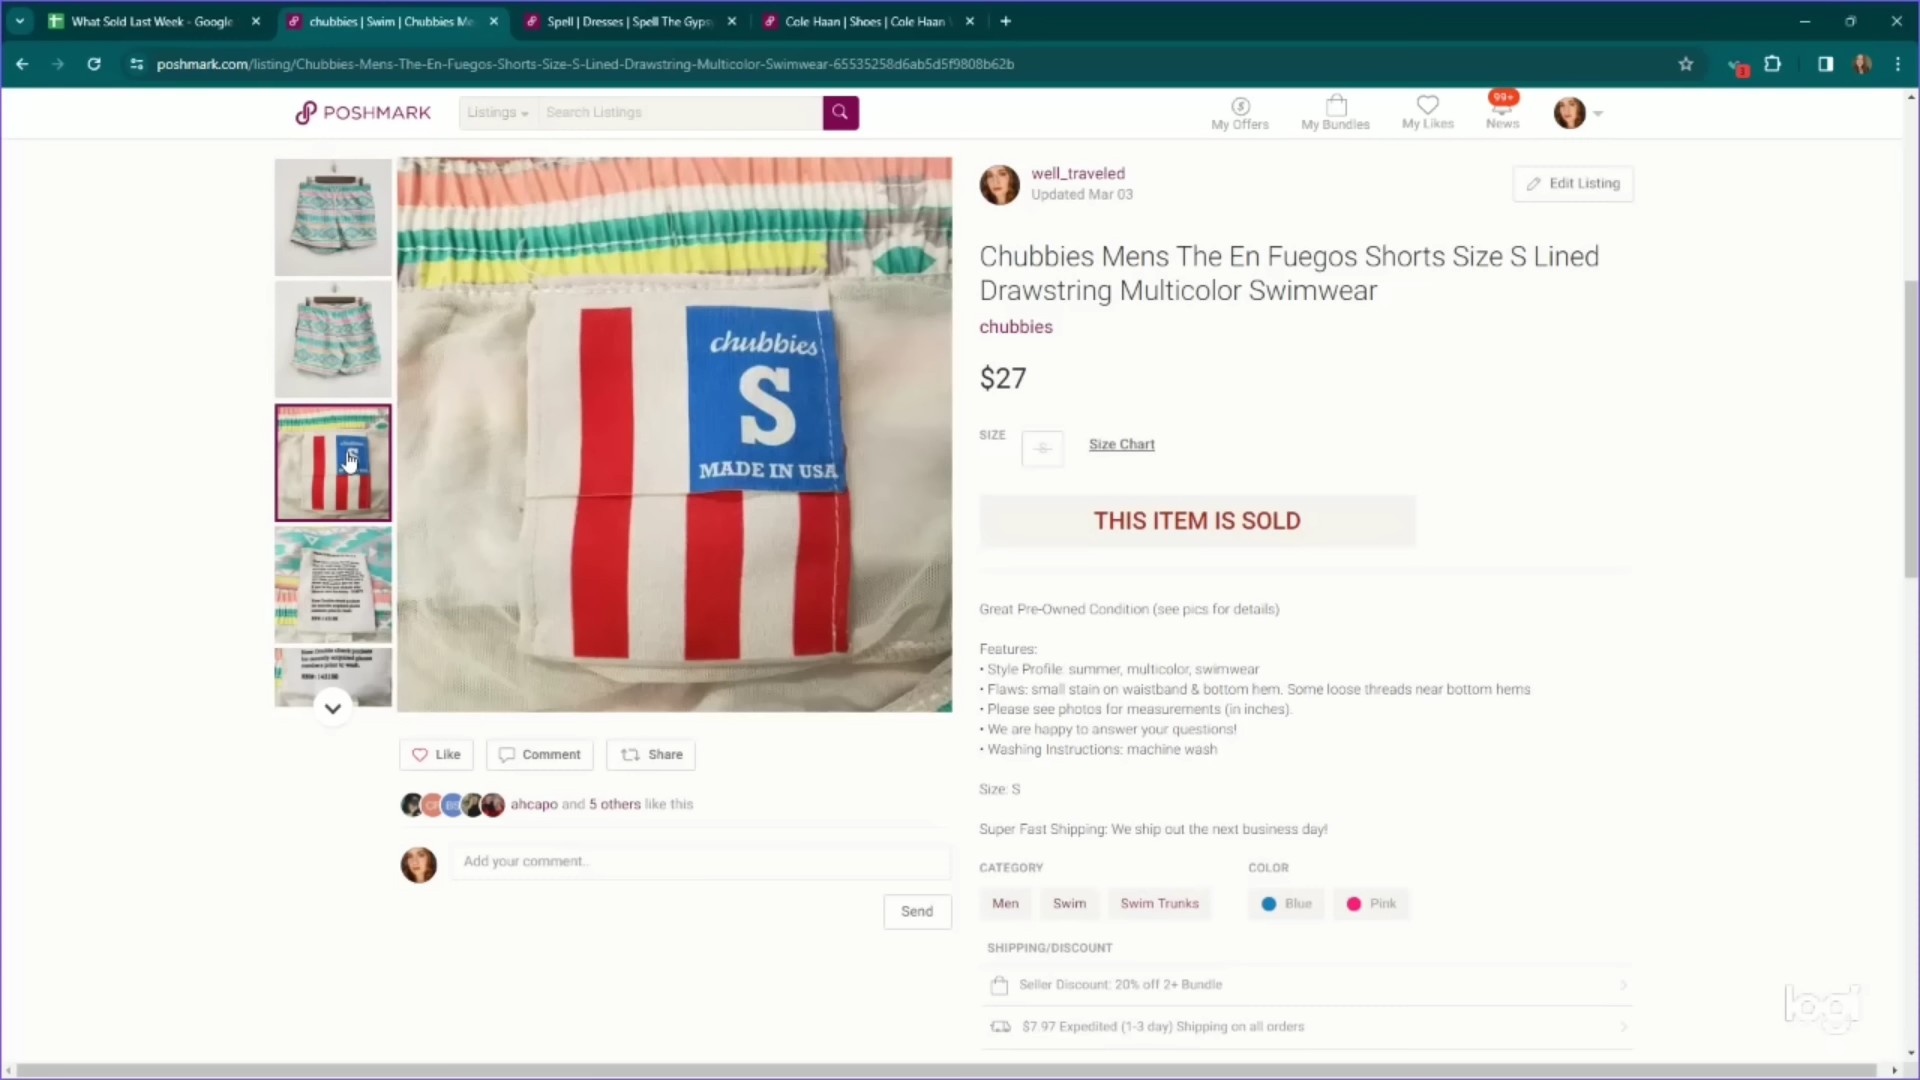 What Sold Last Week - Google
chubbies | Swim | Chubbies Me
Spell | Dresses | Spell The Gyps
Cole Haan | Shoes | Cole Haan
poshmark.com/listing/Chubbies-Mens-The-En-Fuegos-Shorts-Size-S-Lined-Drawstring-Multicolor-Swimwear-65535258d6ab5d5f9808b62b
POSHMARK
Listings
Search Listings
My Offers
My Bundles
My Likes
99+
News
chubbies
S
MADE IN USA
well_traveled
Updated Mar 03
Edit Listing
Chubbies Mens The En Fuegos Shorts Size S Lined
Drawstring Multicolor Swimwear
chubbies
$27
SIZE
S
Size Chart
THIS ITEM IS SOLD
Great Pre-Owned Condition (see pics for details)
Features:
• Style Profile: summer, multicolor, swimwear
• Flaws: small stain on waistband & bottom hem. Some loose threads near bottom hems
• Please see photos for measurements (in inches).
• We are happy to answer your questions!
• Washing Instructions: machine wash
Size: S
Super Fast Shipping: We ship out the next business day!
CATEGORY
Men
Swim
Swim Trunks
COLOR
Blue
Pink
SHIPPING/DISCOUNT
Seller Discount: 20% off 2+ Bundle
$7.97 Expedited (1-3 day) Shipping on all orders
Like
Comment
Share
ahcapo and 5 others like this
Add your comment..
Send
logi